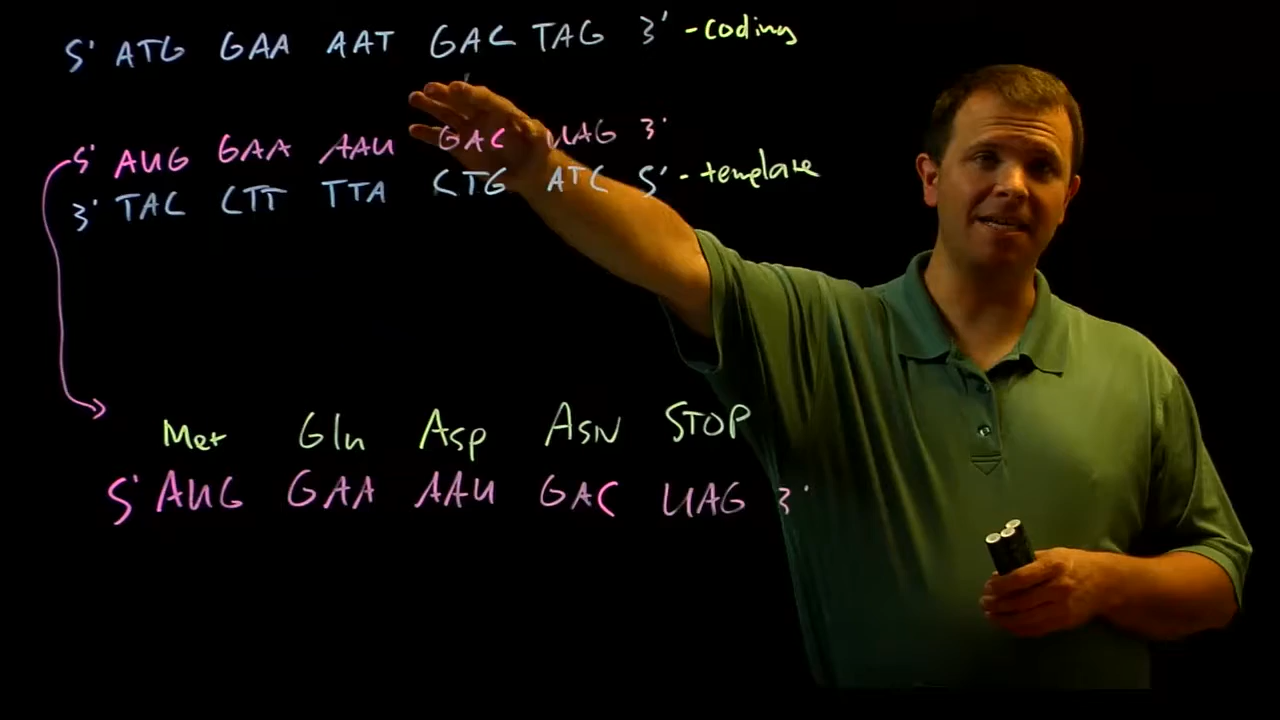 5' ATG GAA AAT GAC TAG 3' - coding
5' AUG GAA AAU GAC UAG 3'
3' TAC CTT TTA CTG ATC 5' - template
Met Gln Asp Asn STOP
5' AUG GAA AAU GAC UAG 3'